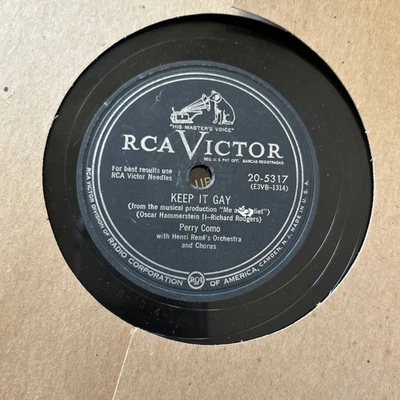 "HIS MASTER'S VOICE"
RCA VICTOR
REG. U.S. PAT. OFF. MARCAS REGISTRADAS
For best results use
RCA Victor Needles
20-5317
(E3VB-1314)
KEEP IT GAY
(from the musical production "Me and Juliet")
(Oscar Hammerstein II-Richard Rodgers)
Perry Como
with Henri René's Orchestra
and Chorus
RCA VICTOR DIVISION OF RADIO CORPORATION OF AMERICA, CAMDEN, N.J. MADE IN U.S.A.
RCA